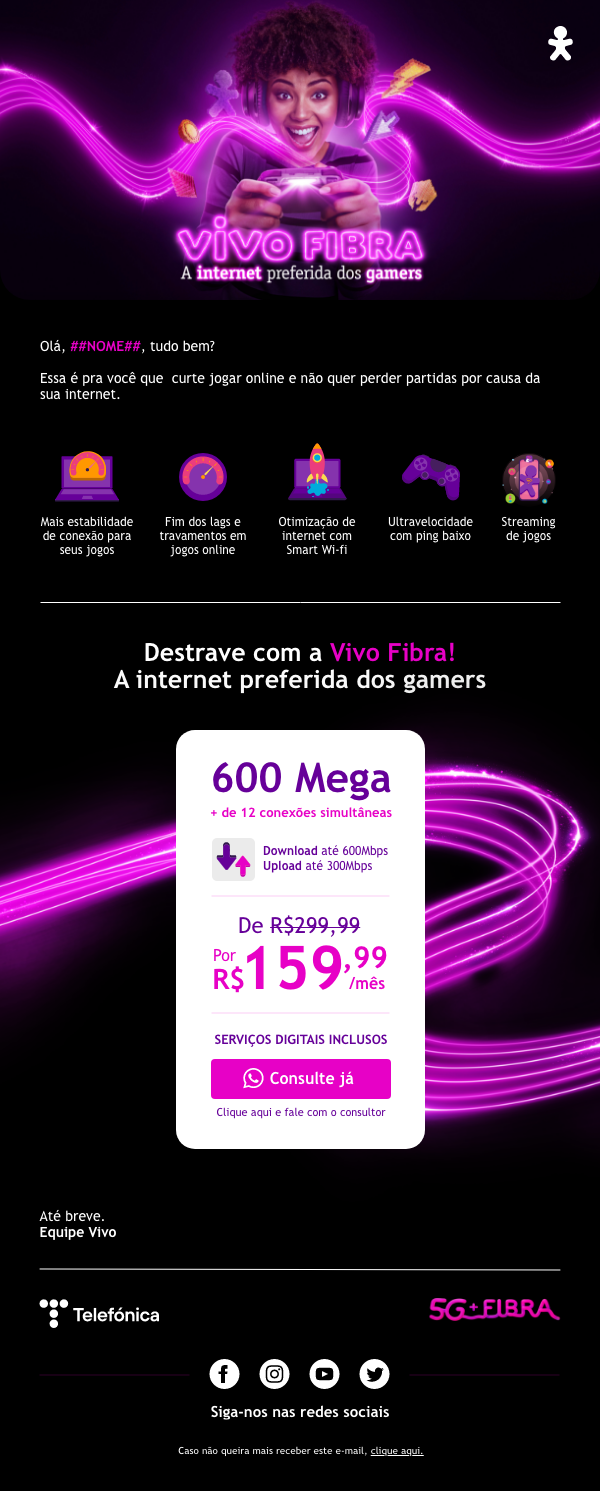 VIVO FIBRA
A internet preferida dos gamers
Olá, ##NOME##, tudo bem?
Essa é pra você que  curte jogar online e não quer perder partidas por causa da
sua internet.
Mais estabilidade
de conexão para
seus jogos
Fim dos lags e
travamentos em
jogos online
Otimização de
internet com
Smart Wi-fi
Ultravelocidade
com ping baixo
Streaming
de jogos
Destrave com a Vivo Fibra!
A internet preferida dos gamers
600 Mega
+ de 12 conexões simultâneas
Download até 600Mbps
Upload até 300Mbps
De R$299,99
Por
R$159,99
/mês
SERVIÇOS DIGITAIS INCLUSOS
Consulte já
Clique aqui e fale com o consultor
Até breve.
Equipe Vivo
Telefónica
5G+FIBRA
Siga-nos nas redes sociais
Caso não queira mais receber este e-mail, clique aqui.